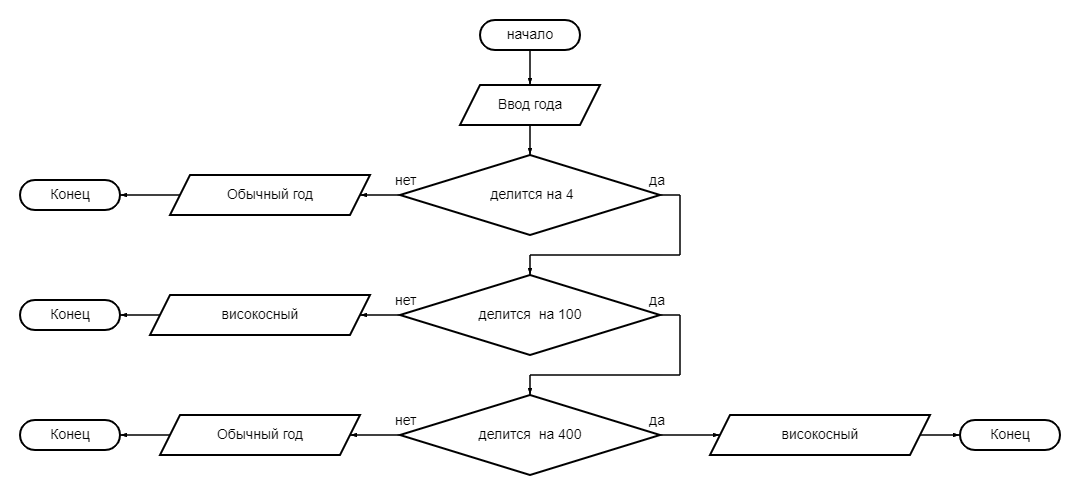 начало
Ввод года
нет
да
Конец
Обычный год
делится на 4
нет
да
Конец
високосный
делится  на 100
нет
да
Конец
Обычный год
делится  на 400
високосный
Конец